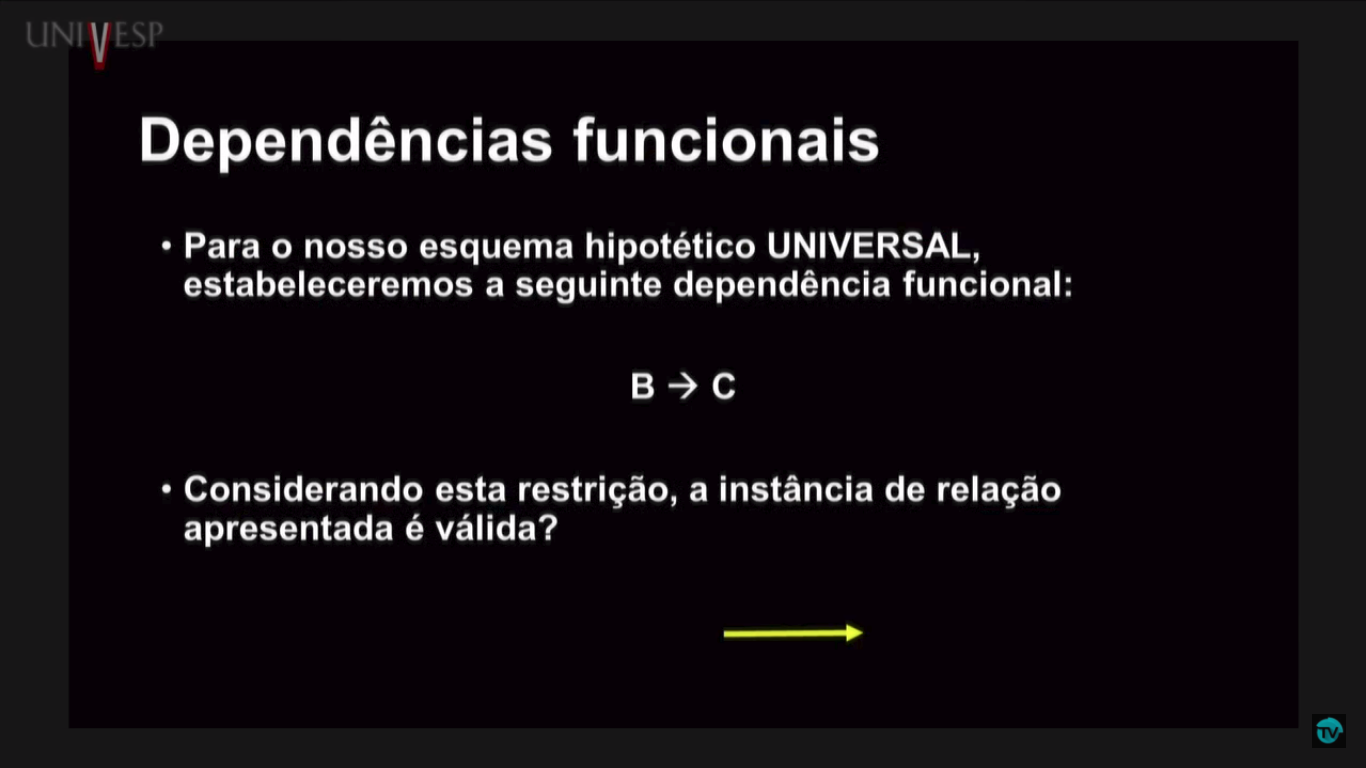 UNIVESP
Dependências funcionais
• Para o nosso esquema hipotético UNIVERSAL,
estabeleceremos a seguinte dependência funcional:
B → C
• Considerando esta restrição, a instância de relação
apresentada é válida?
TV